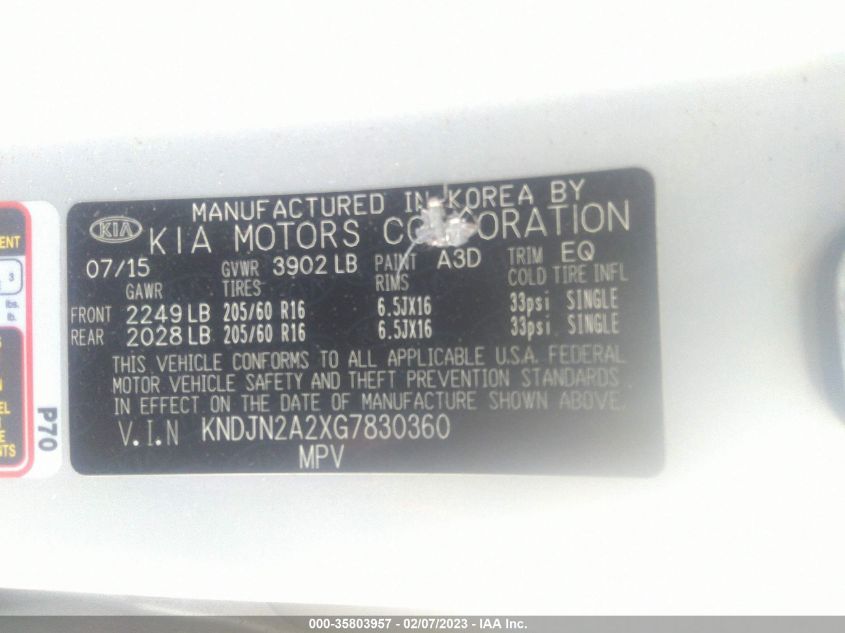 MANUFACTURED IN KOREA BY
KIA KIA MOTORS CORPORATION
07/15 GVWR 3902 LB PAINT A3D TRIM EQ
GAWR TIRES RIMS COLD TIRE INFL
FRONT 2249 LB 205/60 R16 6.5JX16 33psi SINGLE
REAR 2028 LB 205/60 R16 6.5JX16 33psi SINGLE
THIS VEHICLE CONFORMS TO ALL APPLICABLE U.S.A. FEDERAL
MOTOR VEHICLE SAFETY AND THEFT PREVENTION STANDARDS
IN EFFECT ON THE DATE OF MANUFACTURE SHOWN ABOVE.
V.I.N KNDJN2A2XG7830360
MPV
ENT
3
lbs.
lb.
P70
000-35803957 - 02/07/2023 - IAA Inc.